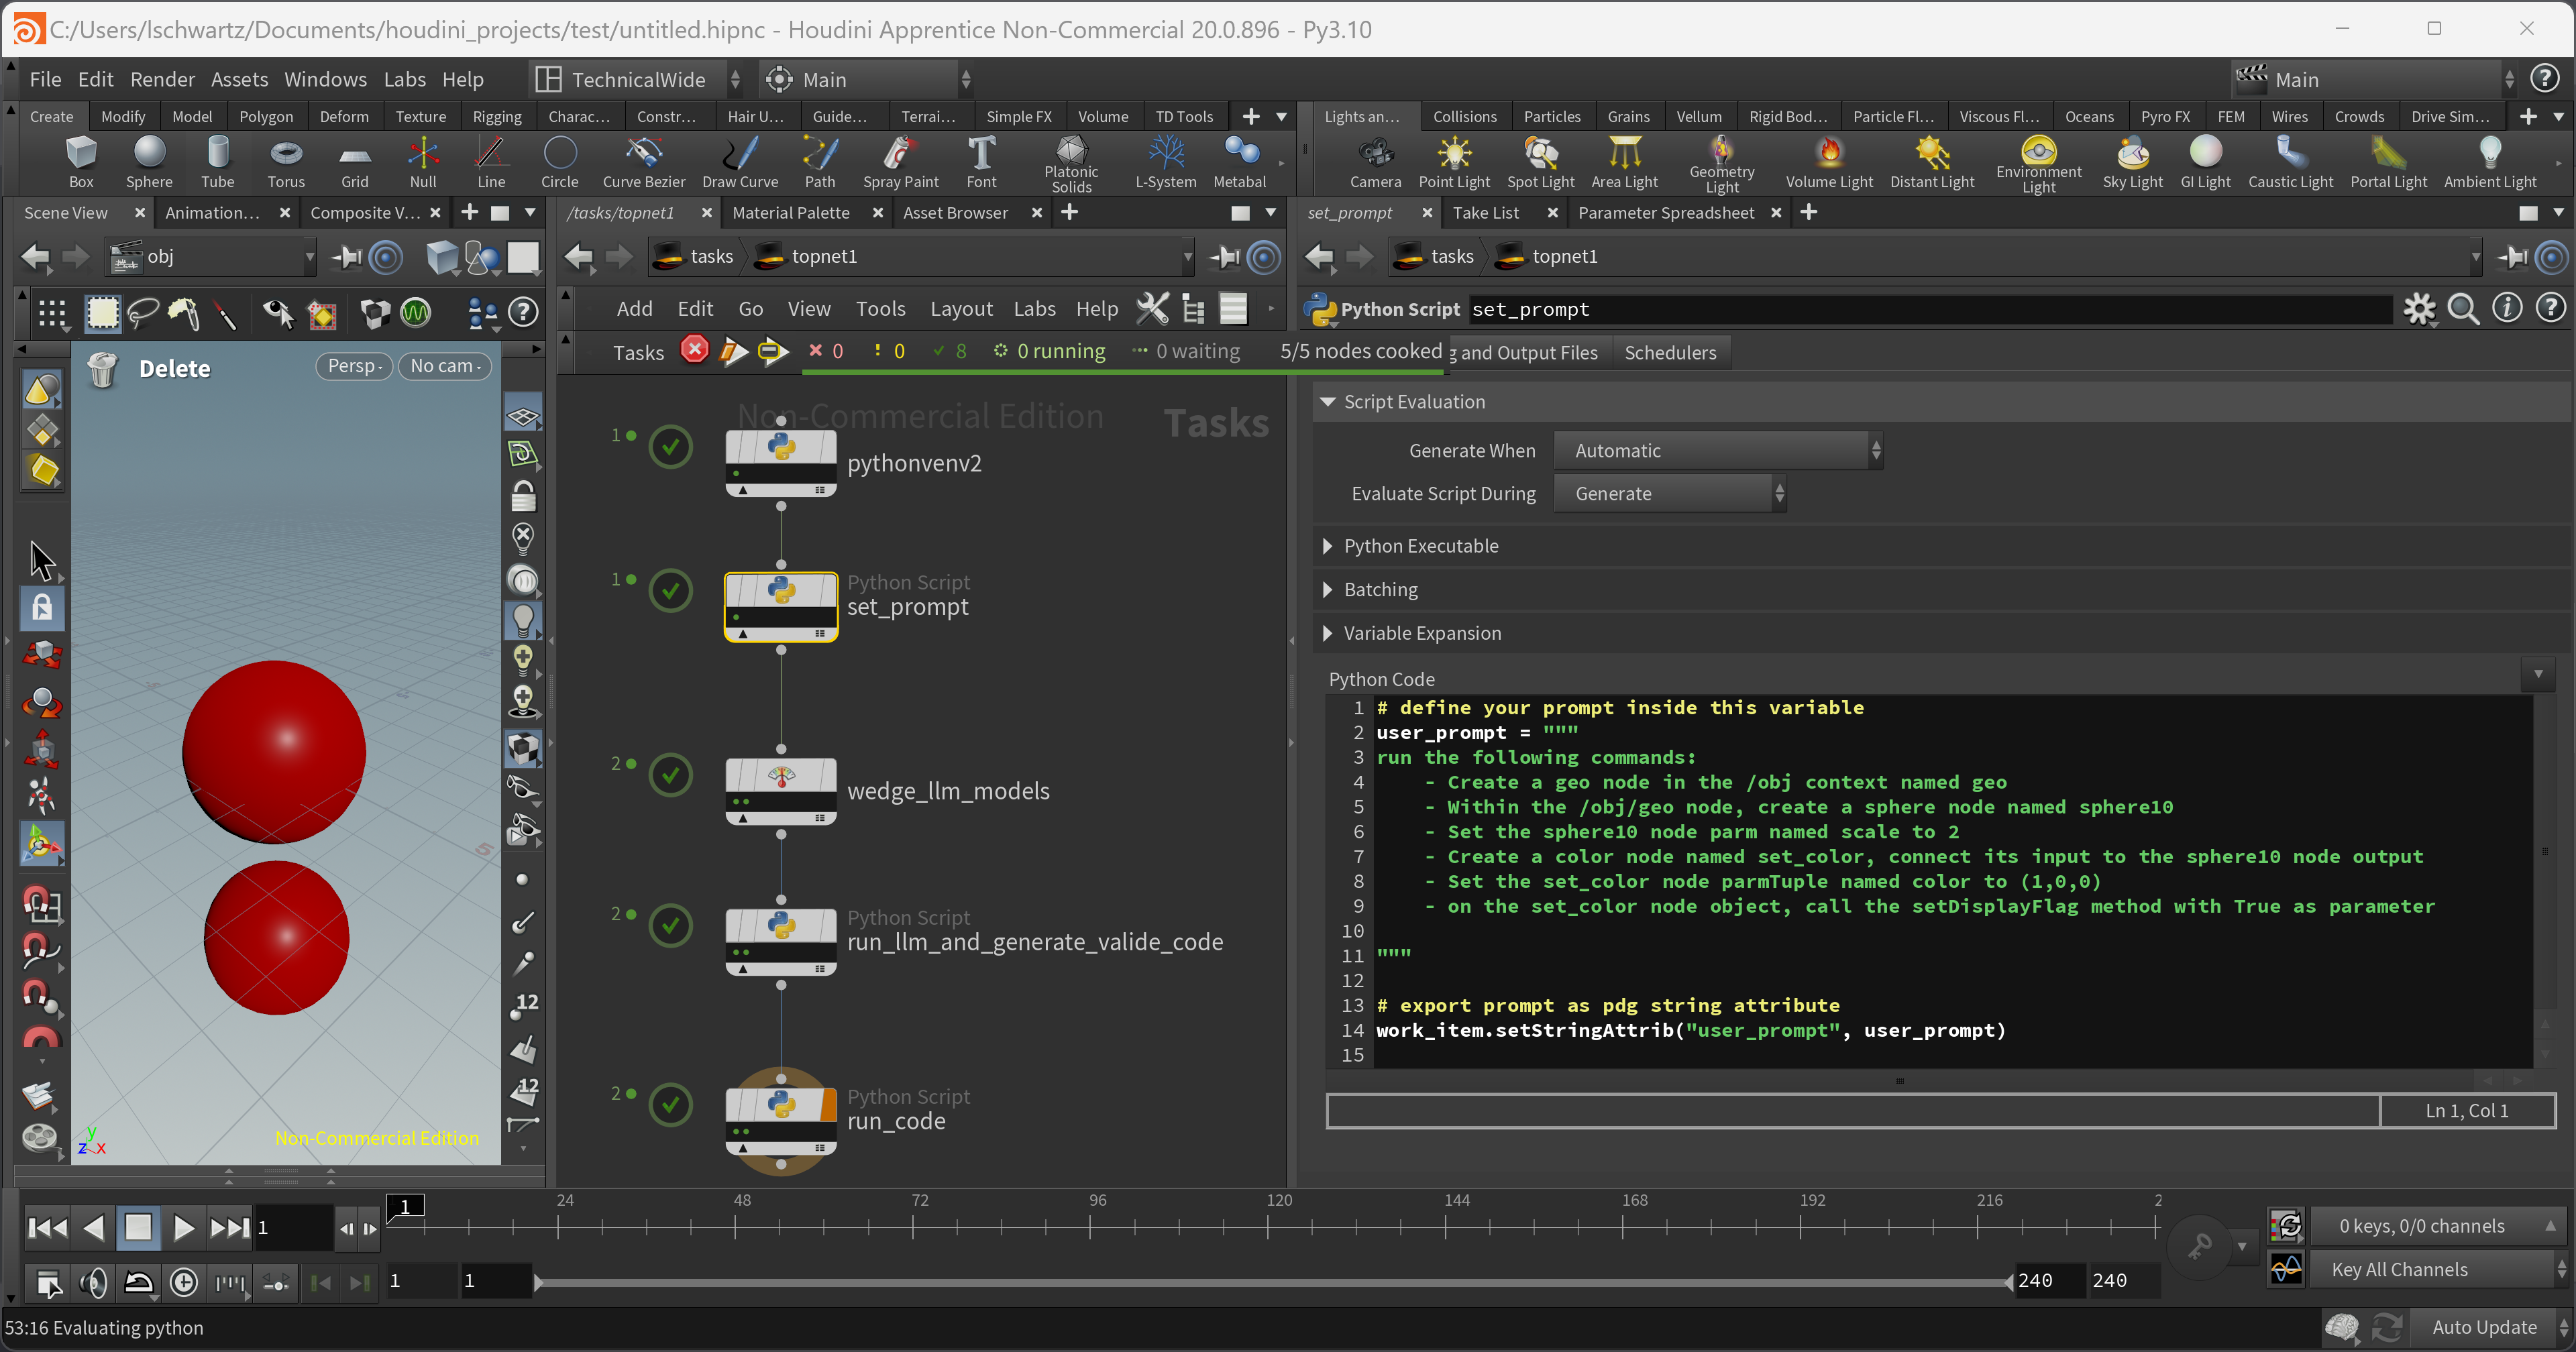 C:/Users/lschwartz/Documents/houdini_projects/test/untitled.hipnc - Houdini Apprentice Non-Commercial 20.0.896 - Py3.10
File Edit Render Assets Windows Labs Help TechnicalWide Main Main
Create Modify Model Polygon Deform Texture Rigging Charac... Constr... Hair U... Guide... Terrai... Simple FX Volume TD Tools
Box Sphere Tube Torus Grid Null Line Circle Curve Bezier Draw Curve Path Spray Paint Font Platonic Solids L-System Metabal
Lights an... Collisions Particles Grains Vellum Rigid Bod... Particle Fl... Viscous Fl... Oceans Pyro FX FEM Wires Crowds Drive Sim...
Camera Point Light Spot Light Area Light Geometry Light Volume Light Distant Light Environment Light Sky Light GI Light Caustic Light Portal Light Ambient Light
Scene View Animation... Composite V...
obj
Delete
Persp No cam
5
12
12
Non-Commercial Edition
z x y
/tasks/topnet1 Material Palette Asset Browser
tasks topnet1
Add Edit Go View Tools Layout Labs Help
Tasks 0 0 8 0 running 0 waiting 5/5 nodes cooked
Non-Commercial Edition Tasks
1 pythonvenv2
Python Script
1 set_prompt
2 wedge_llm_models
Python Script
2 run_llm_and_generate_valide_code
Python Script
2 run_code
set_prompt Take List Parameter Spreadsheet
tasks topnet1
Python Script set_prompt
g and Output Files Schedulers
Script Evaluation
Generate When Automatic
Evaluate Script During Generate
Python Executable
Batching
Variable Expansion
Python Code
1 # define your prompt inside this variable
2 user_prompt = """
3 run the following commands:
4 - Create a geo node in the /obj context named geo
5 - Within the /obj/geo node, create a sphere node named sphere10
6 - Set the sphere10 node parm named scale to 2
7 - Create a color node named set_color, connect its input to the sphere10 node output
8 - Set the set_color node parmTuple named color to (1,0,0)
9 - on the set_color node object, call the setDisplayFlag method with True as parameter
10
11 """
12
13 # export prompt as pdg string attribute
14 work_item.setStringAttrib("user_prompt", user_prompt)
15
Ln 1, Col 1
1 1 24 48 72 96 120 144 168 192 216 2
0 keys, 0/0 channels
1 1 240 240
Key All Channels
53:16 Evaluating python
Auto Update